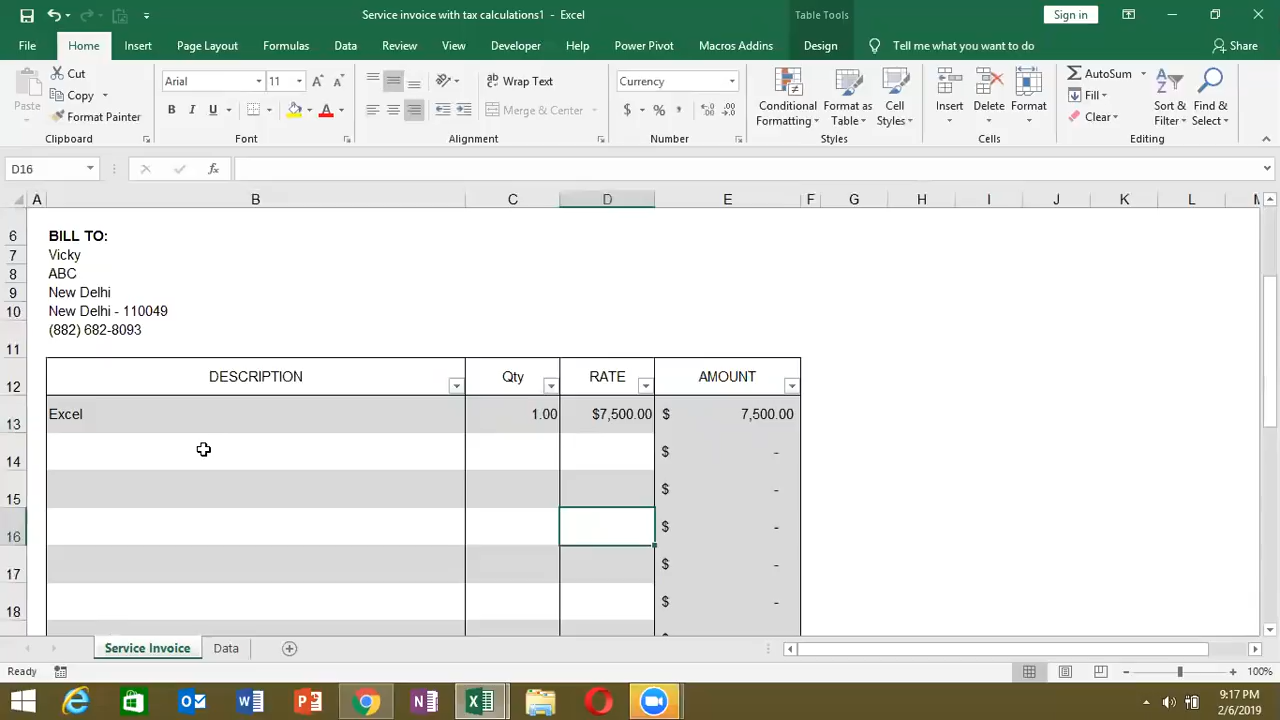 Service invoice with tax calculations1 - Excel
Table Tools
Sign in
File Home Insert Page Layout Formulas Data Review View Developer Help Power Pivot Macros Addins Design Tell me what you want to do Share
Paste
Cut
Copy
Format Painter
Clipboard
Arial 11
B I U
Font
Wrap Text
Merge & Center
Alignment
Currency
$ % ,
Number
Conditional Formatting
Format as Table
Cell Styles
Styles
Insert Delete Format
Cells
AutoSum
Fill
Clear
Sort & Filter
Find & Select
Editing
D16 fx
A B C D E F G H I J K L M
6 BILL TO:
7 Vicky
8 ABC
9 New Delhi
10 New Delhi - 110049
11 (882) 682-8093
12 DESCRIPTION Qty RATE AMOUNT
13 Excel 1.00 $7,500.00 $ 7,500.00
14 $ -
15 $ -
16 $ -
17 $ -
18 $ -
Service Invoice Data
Ready 100%
9:17 PM
2/6/2019